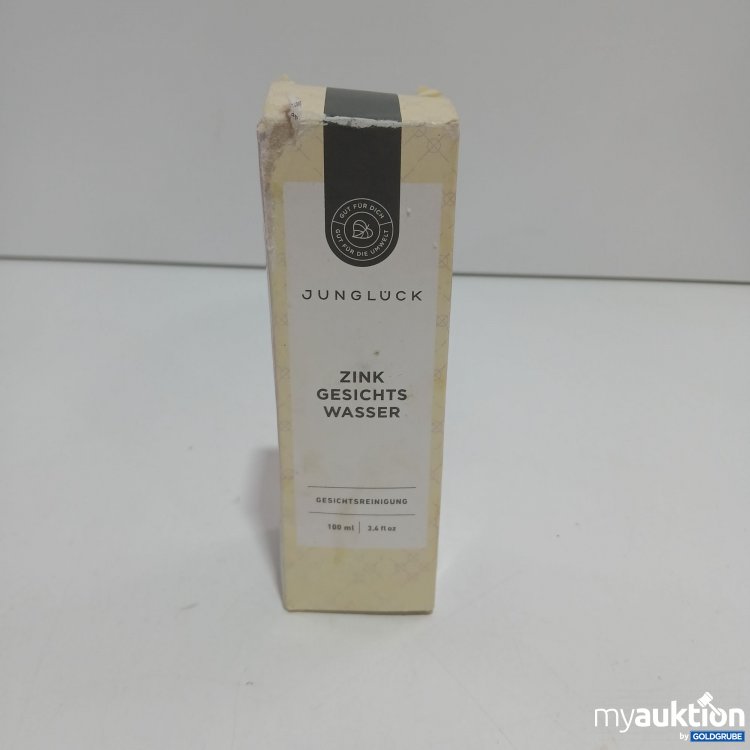 GUT FÜR DICH
GUT FÜR DIE UMWELT
JUNGLÜCK
ZINK
GESICHTS
WASSER
GESICHTSREINIGUNG
100 ml | 3,4 fl oz
myauktion
by GOLDGRUBE